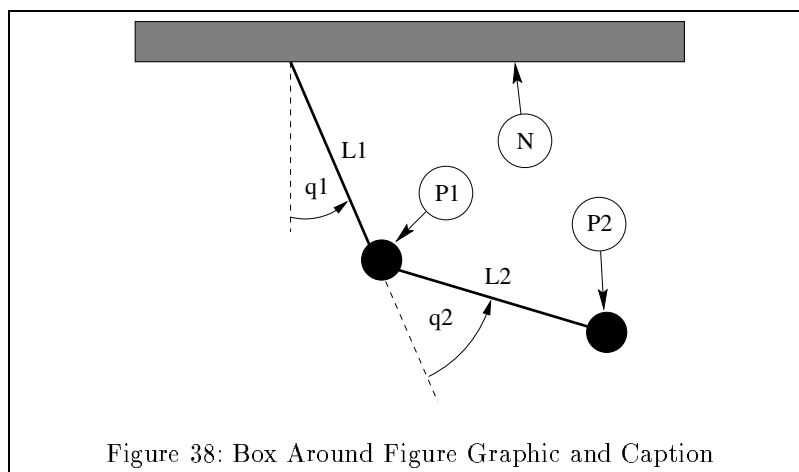 N
L1
q1
P1
P2
L2
q2
Figure 38: Box Around Figure Graphic and Caption